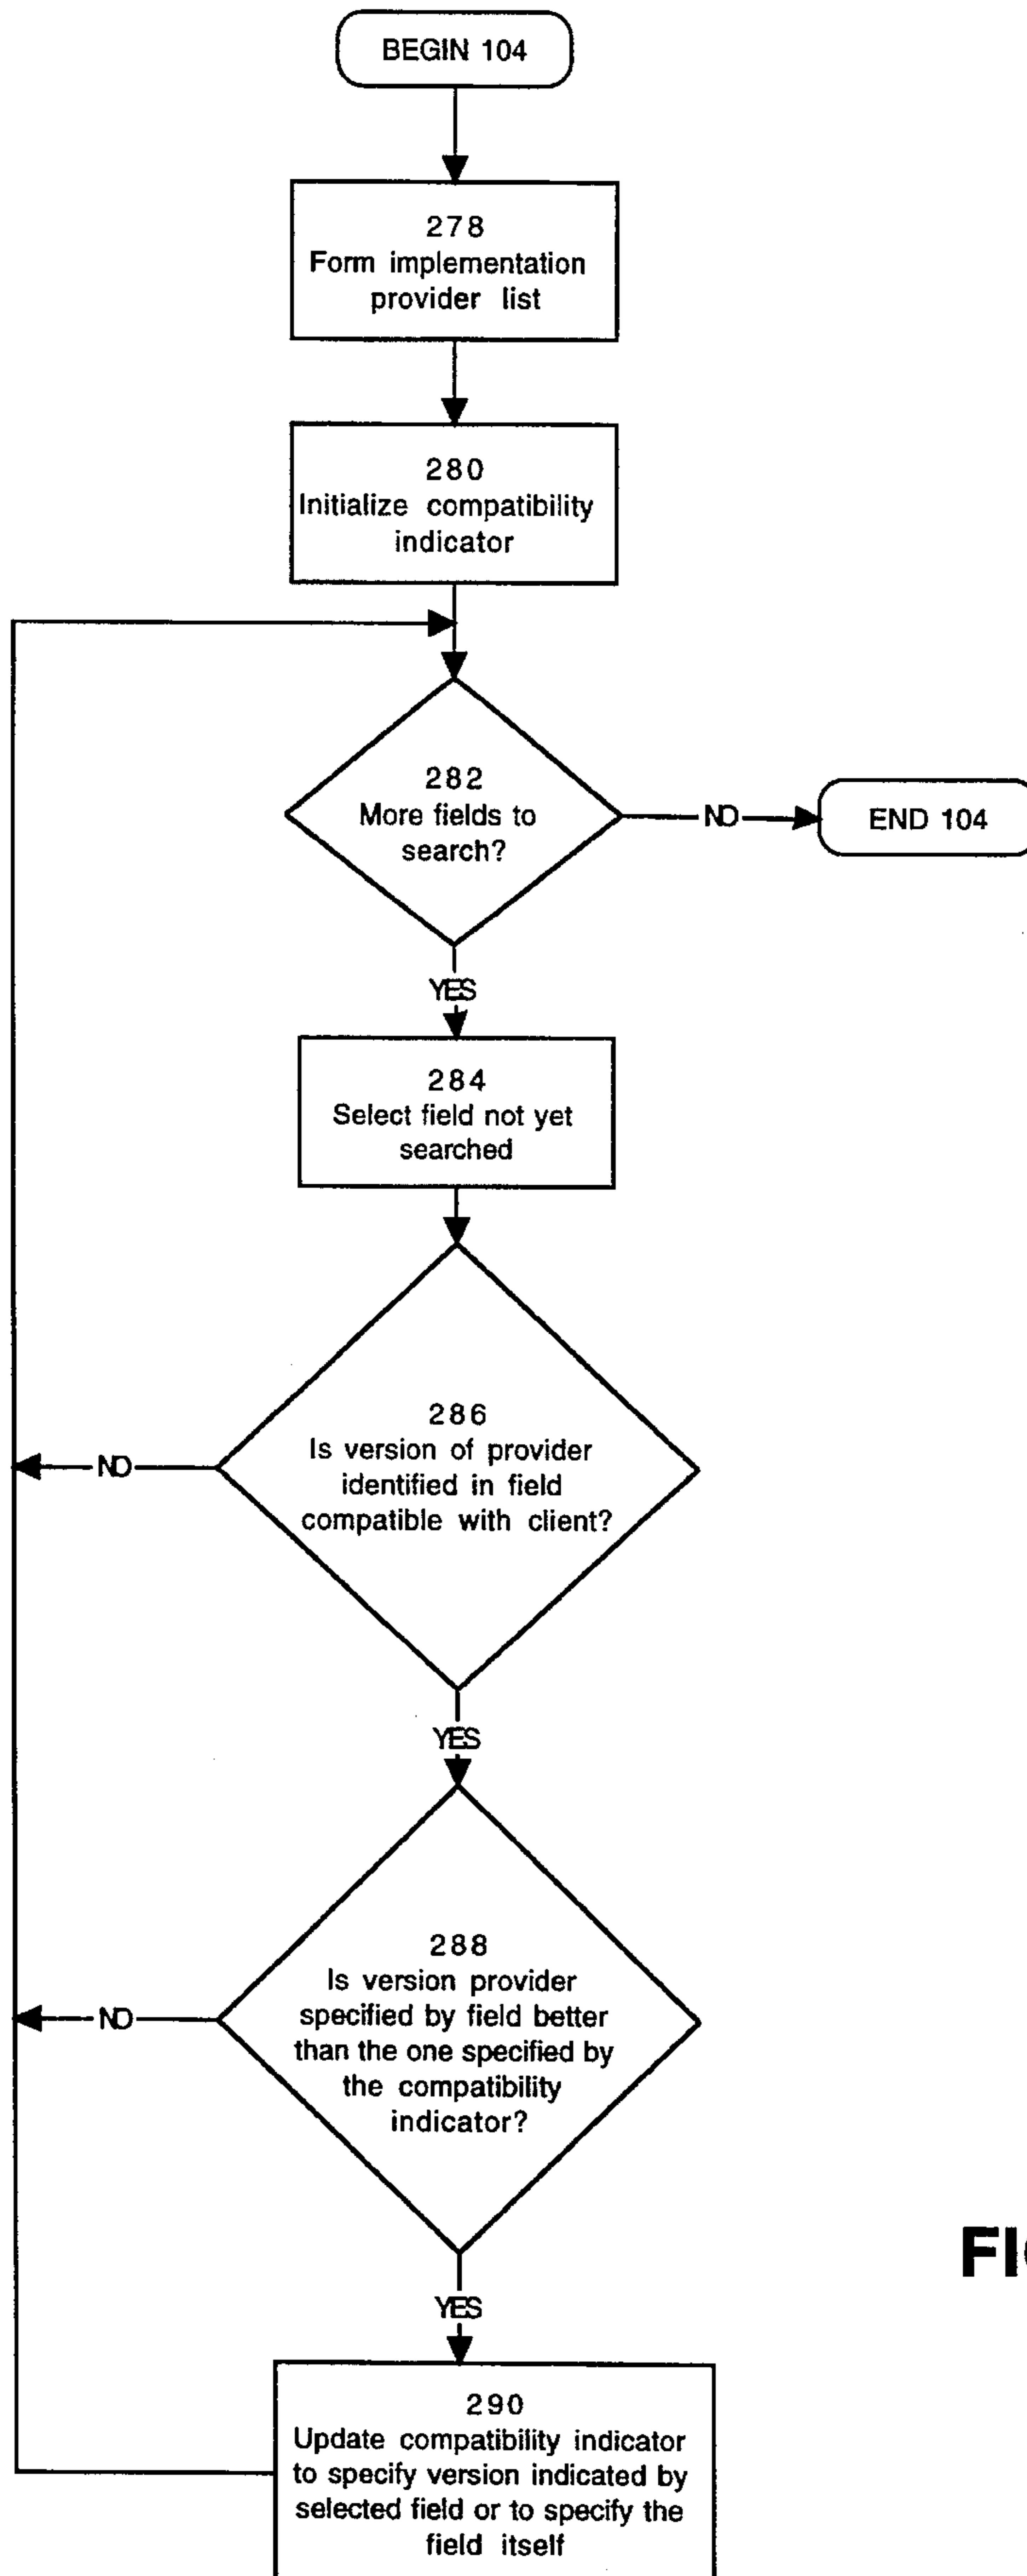 BEGIN 104
278
Form implementation
provider list
280
Initialize compatibility
indicator
282
More fields to
search?
NO
END 104
YES
284
Select field not yet
searched
286
Is version of provider
identified in field
compatible with client?
NO
YES
288
Is version provider
specified by field better
than the one specified by
the compatibility
indicator?
NO
YES
290
Update compatibility indicator
to specify version indicated by
selected field or to specify the
field itself